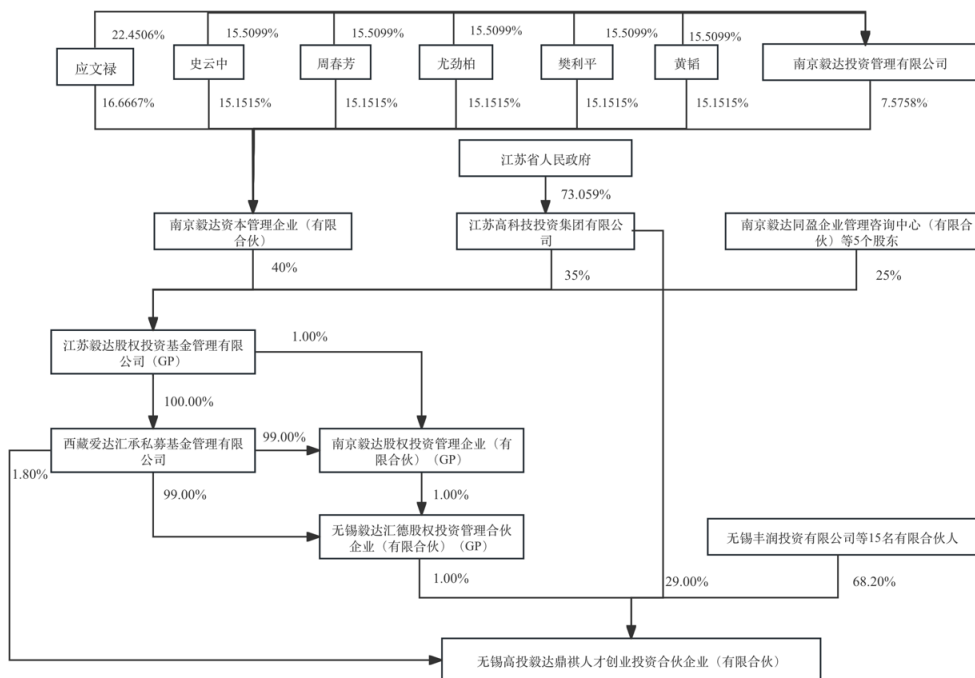 22.4506%
15.5099%
15.5099%
15.5099%
15.5099%
15.5099%
应文禄
史云中
周春芳
尤劲柏
樊利平
黄韬
南京毅达投资管理有限公司
16.6667%
15.1515%
15.1515%
15.1515%
15.1515%
15.1515%
7.5758%
江苏省人民政府
73.059%
南京毅达资本管理企业（有限
合伙）
江苏高科技投资集团有限公
司
南京毅达同盈企业管理咨询中心（有限合
伙）等5个股东
40%
35%
25%
江苏毅达股权投资基金管理有限
公司（GP）
1.00%
100.00%
西藏爱达汇承私募基金管理有限
公司
99.00%
南京毅达股权投资管理企业（有
限合伙）（GP）
1.80%
99.00%
1.00%
无锡毅达汇德股权投资管理合伙
企业（有限合伙）（GP）
无锡丰润投资有限公司等15名有限合伙人
1.00%
29.00%
68.20%
无锡高投毅达鼎祺人才创业投资合伙企业（有限合伙）